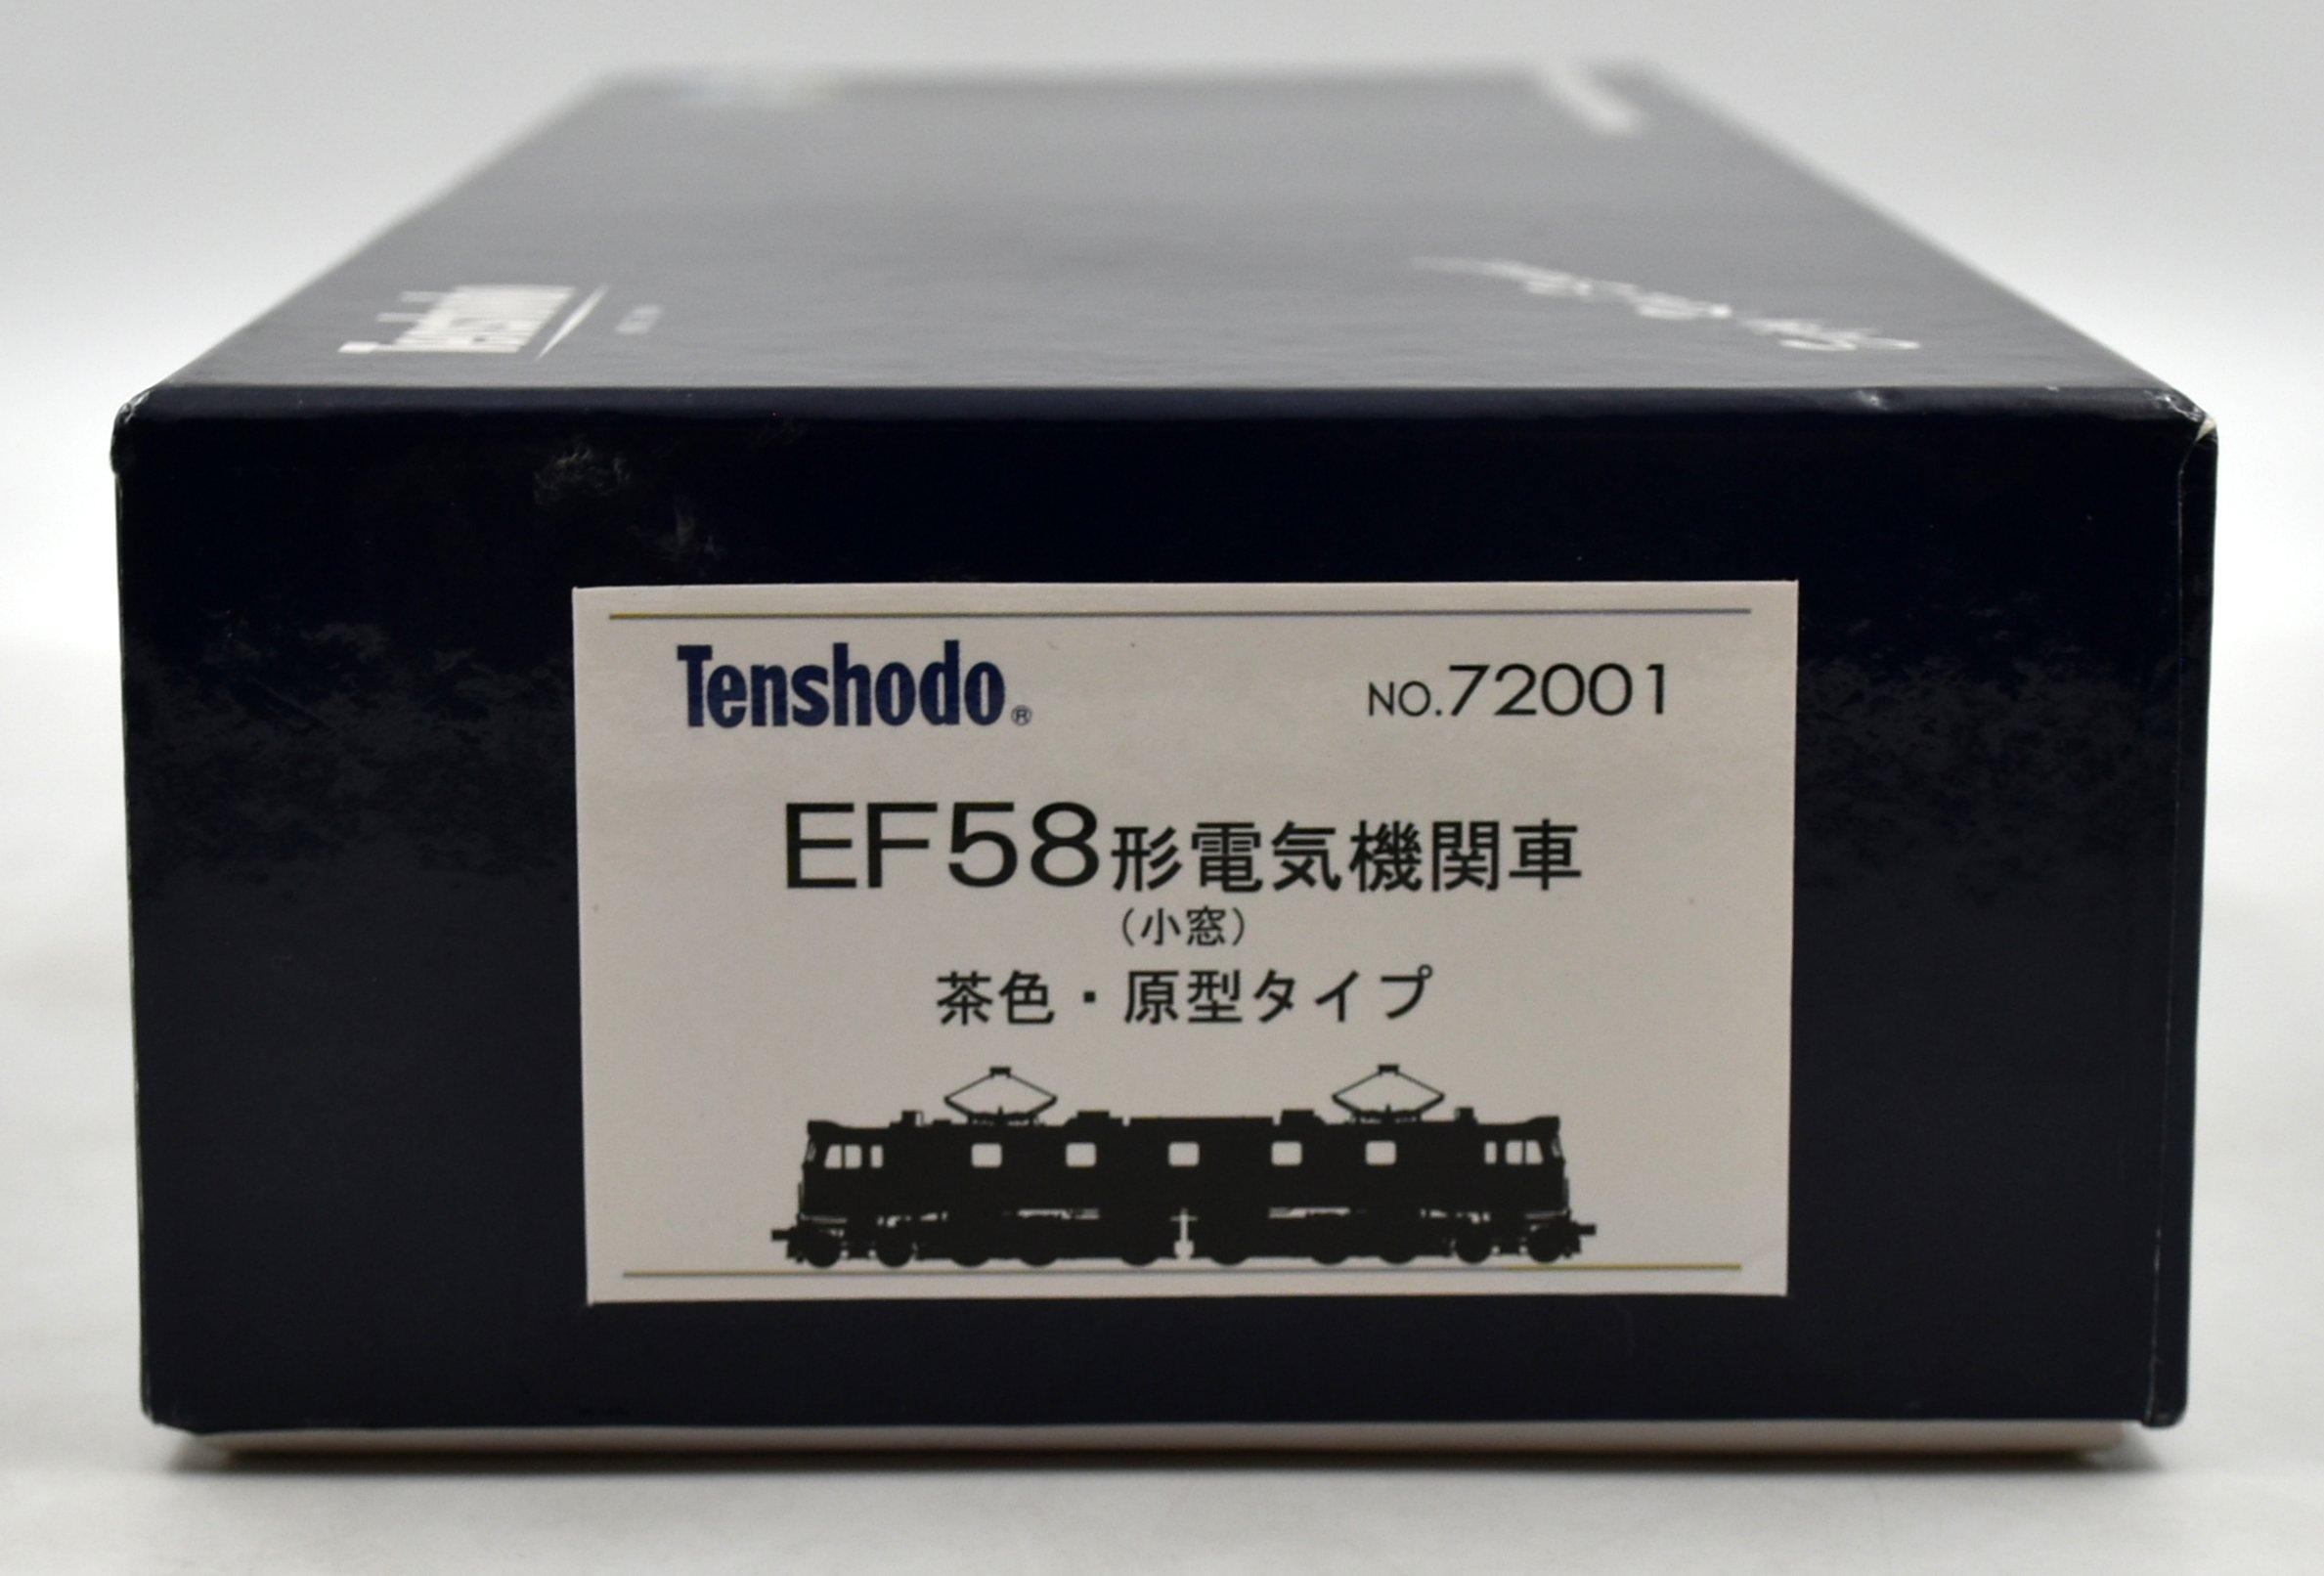 Tenshodo
Tenshodo®
NO.72001
EF58形電気機関車
(小窓)
茶色・原型タイプ